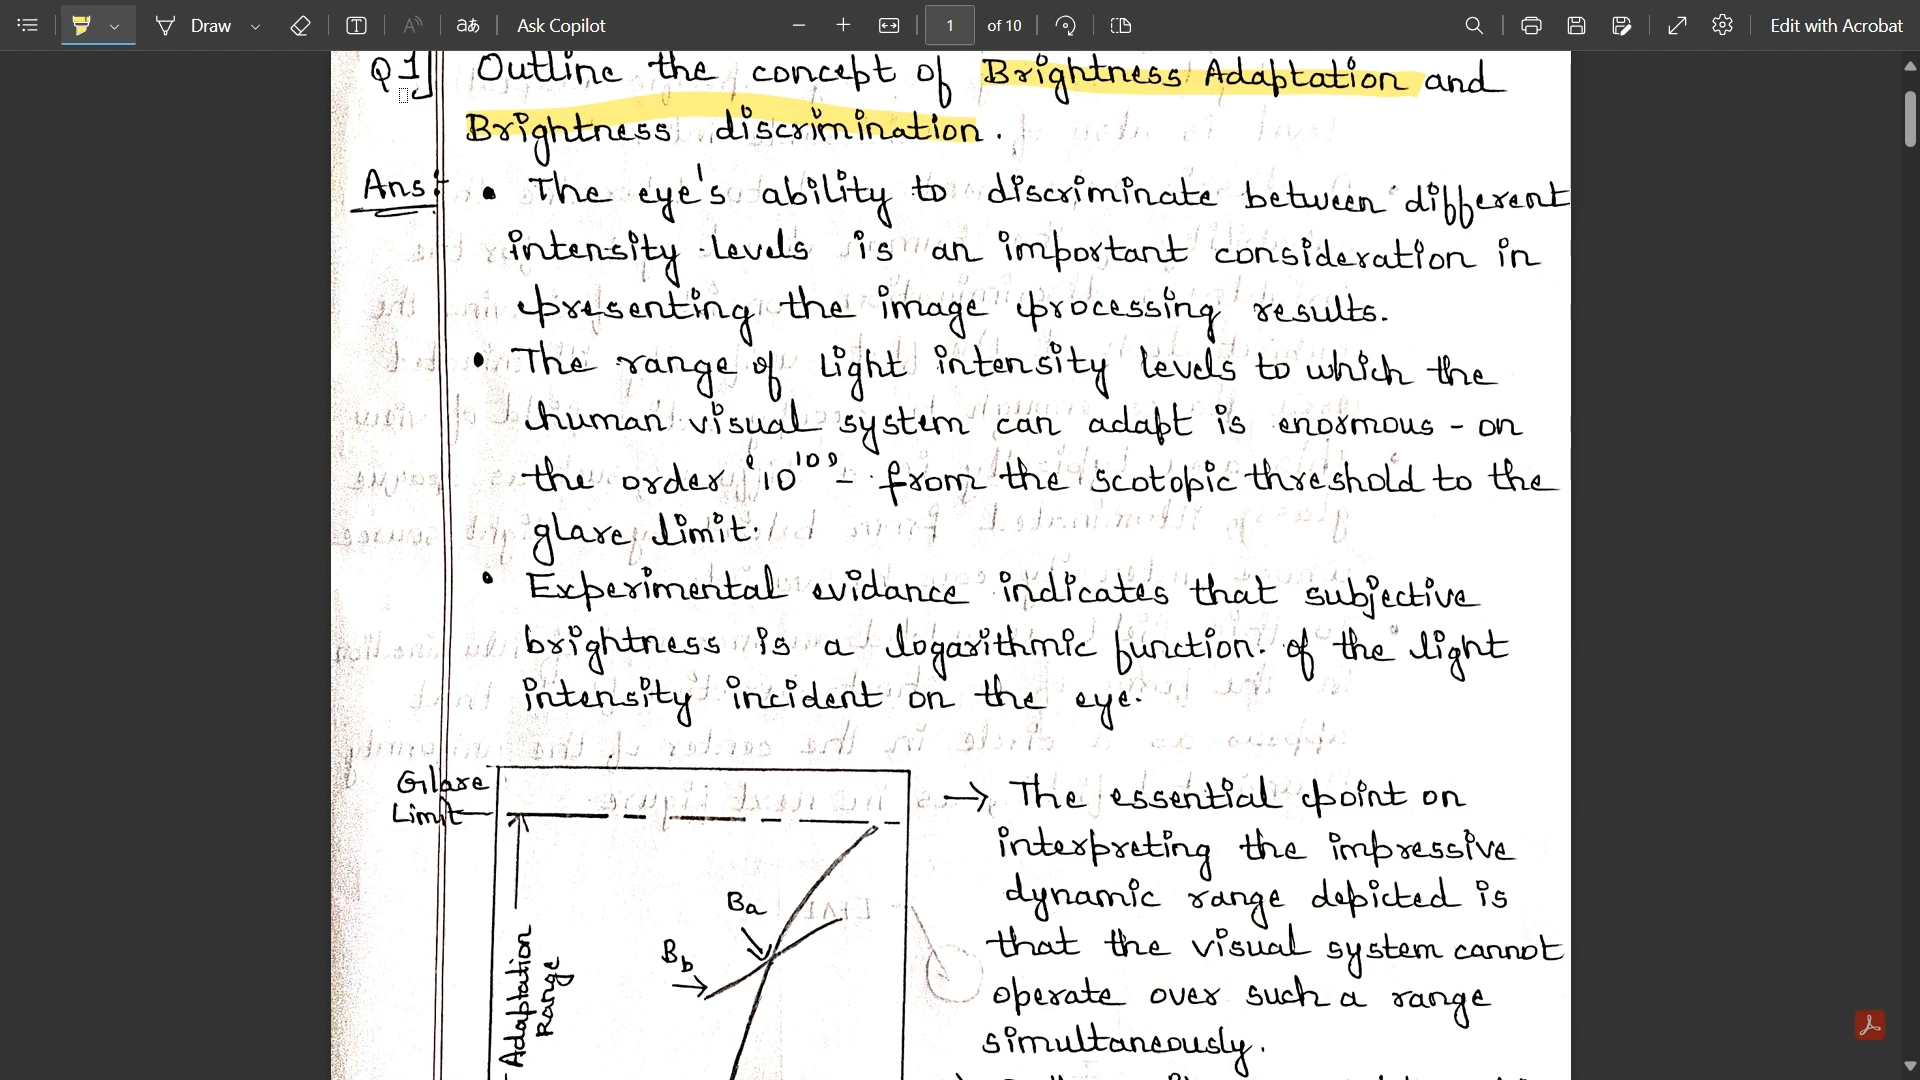 Draw
Ask Copilot
1 of 10
Edit with Acrobat
Q1] Outline the concept of Brightness Adaptation and
Brightness discrimination.
Ans:- • The eye's ability to discriminate between different
intensity levels is an important consideration in
presenting the image processing results.
• The range of light intensity levels to which the
human visual system can adapt is enormous - on
the order '10¹⁰' - from the scotopic threshold to the
glare limit.
• Experimental evidance indicates that subjective
brightness is a logarithmic function. of the light
intensity incident on the eye.
Glare
Limit
Adaptation
Range
Ba
Bb
→ The essential point on
interpreting the impressive
dynamic range depicted is
that the visual system cannot
operate over such a range
simultaneously.